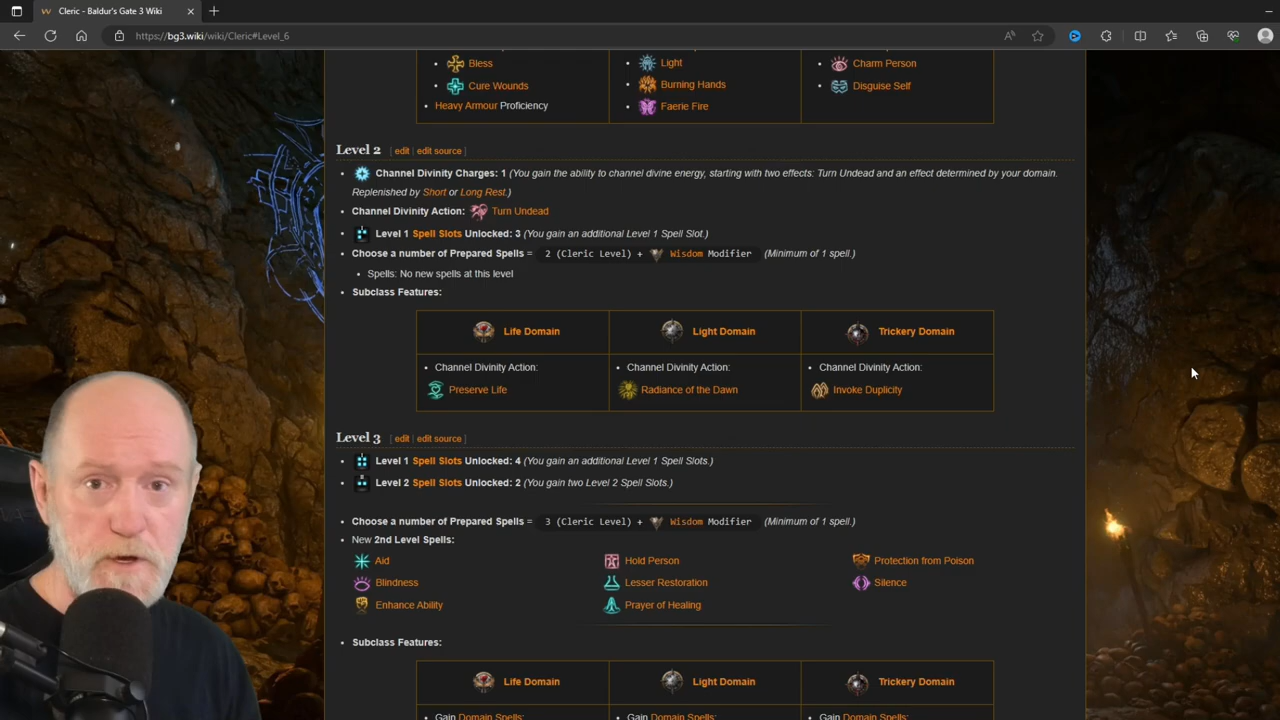 Cleric - Baldur's Gate 3 Wiki
https://bg3.wiki/wiki/Cleric#Level_6
Bless
Light
Charm Person
Cure Wounds
Burning Hands
Disguise Self
Heavy Armour Proficiency
Faerie Fire
Level 2 [ edit | edit source ]
Channel Divinity Charges: 1 (You gain the ability to channel divine energy, starting with two effects: Turn Undead and an effect determined by your domain.
Replenished by Short or Long Rest.)
Channel Divinity Action: Turn Undead
Level 1 Spell Slots Unlocked: 3 (You gain an additional Level 1 Spell Slot.)
Choose a number of Prepared Spells = 2 (Cleric Level) + Wisdom Modifier (Minimum of 1 spell.)
Spells: No new spells at this level
Subclass Features:
Life Domain
Light Domain
Trickery Domain
Channel Divinity Action:
Channel Divinity Action:
Channel Divinity Action:
Preserve Life
Radiance of the Dawn
Invoke Duplicity
Level 3 [ edit | edit source ]
Level 1 Spell Slots Unlocked: 4 (You gain an additional Level 1 Spell Slots.)
Level 2 Spell Slots Unlocked: 2 (You gain two Level 2 Spell Slots.)
Choose a number of Prepared Spells = 3 (Cleric Level) + Wisdom Modifier (Minimum of 1 spell.)
New 2nd Level Spells:
Aid
Hold Person
Protection from Poison
Blindness
Lesser Restoration
Silence
Enhance Ability
Prayer of Healing
Subclass Features:
Life Domain
Light Domain
Trickery Domain
Gain Domain Spells:
Gain Domain Spells:
Gain Domain Spells: